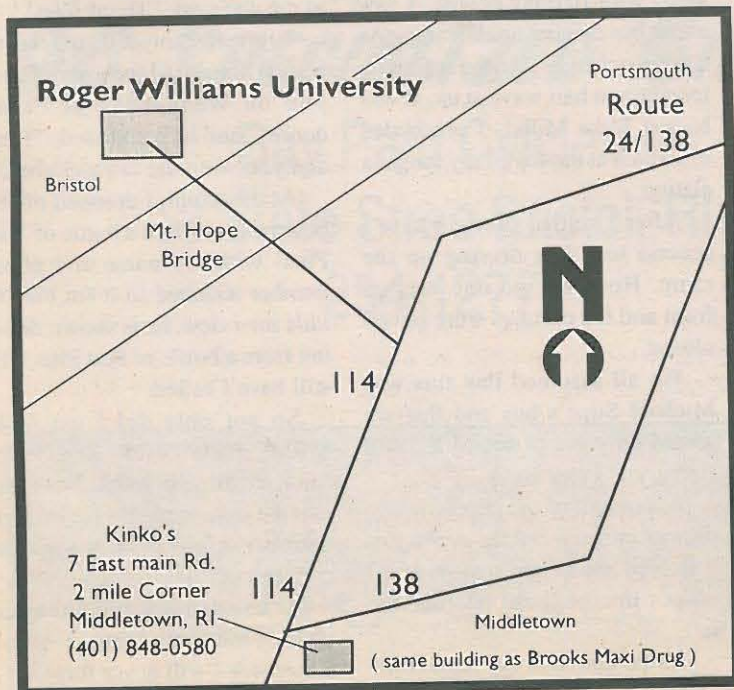 Roger Williams University
Portsmouth
Route
24/138
Bristol
Mt. Hope
Bridge
N
114
Kinko's
7 East main Rd.
2 mile Corner
Middletown, RI
(401) 848-0580
114
138
Middletown
( same building as Brooks Maxi Drug )